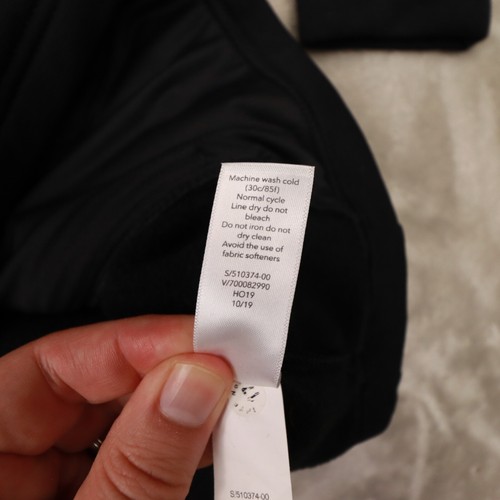 Machine wash cold
(30c/85f)
Normal cycle
Line dry do not
bleach
Do not iron do not
dry clean
Avoid the use of
fabric softeners
S/510374-00
V/700082990
HO19
10/19
S/510374-00